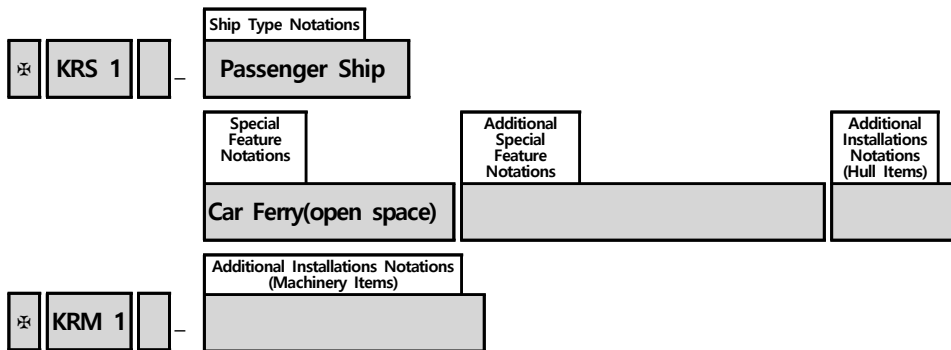 Ship Type Notations
✠ KRS 1 – Passenger Ship
Special
Feature
Notations
Additional
Special
Feature
Notations
Additional
Installations
Notations
(Hull Items)
Car Ferry(open space)
Additional Installations Notations
(Machinery Items)
✠ KRM 1 –